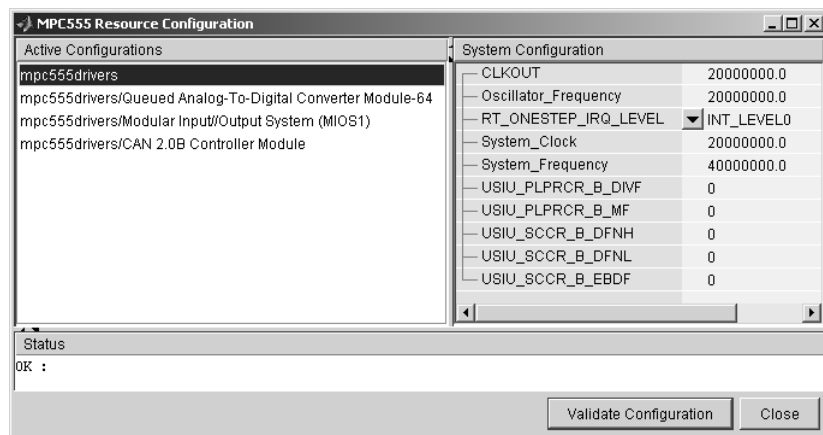 MPC555 Resource Configuration
Active Configurations
mpc555drivers
mpc555drivers/Queued Analog-To-Digital Converter Module-64
mpc555drivers/Modular Input//Output System (MIOS1)
mpc555drivers/CAN 2.0B Controller Module
System Configuration
CLKOUT 20000000.0
Oscillator_Frequency 20000000.0
RT_ONESTEP_IRQ_LEVEL INT_LEVEL0
System_Clock 20000000.0
System_Frequency 40000000.0
USIU_PLPRCR_B_DIVF 0
USIU_PLPRCR_B_MF 0
USIU_SCCR_B_DFNH 0
USIU_SCCR_B_DFNL 0
USIU_SCCR_B_EBDF 0
Status
OK :
Validate Configuration
Close